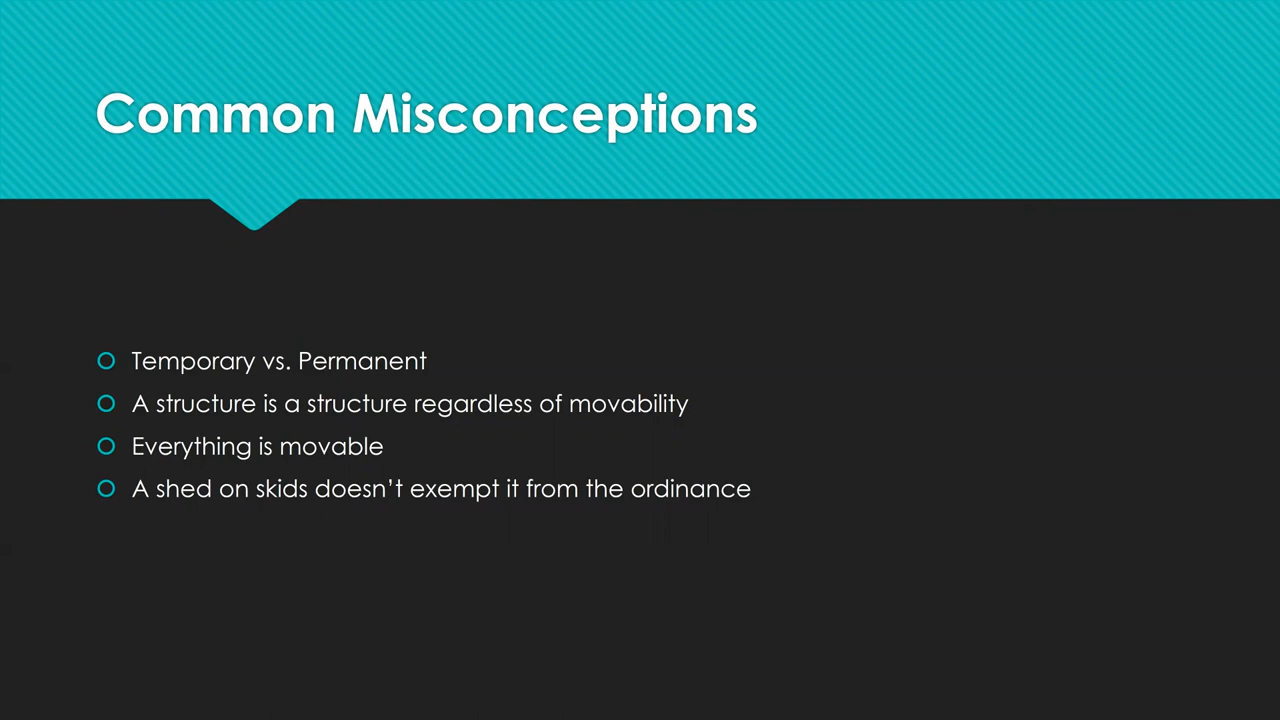 Common Misconceptions
Temporary vs. Permanent
A structure is a structure regardless of movability
Everything is movable
A shed on skids doesn’t exempt it from the ordinance